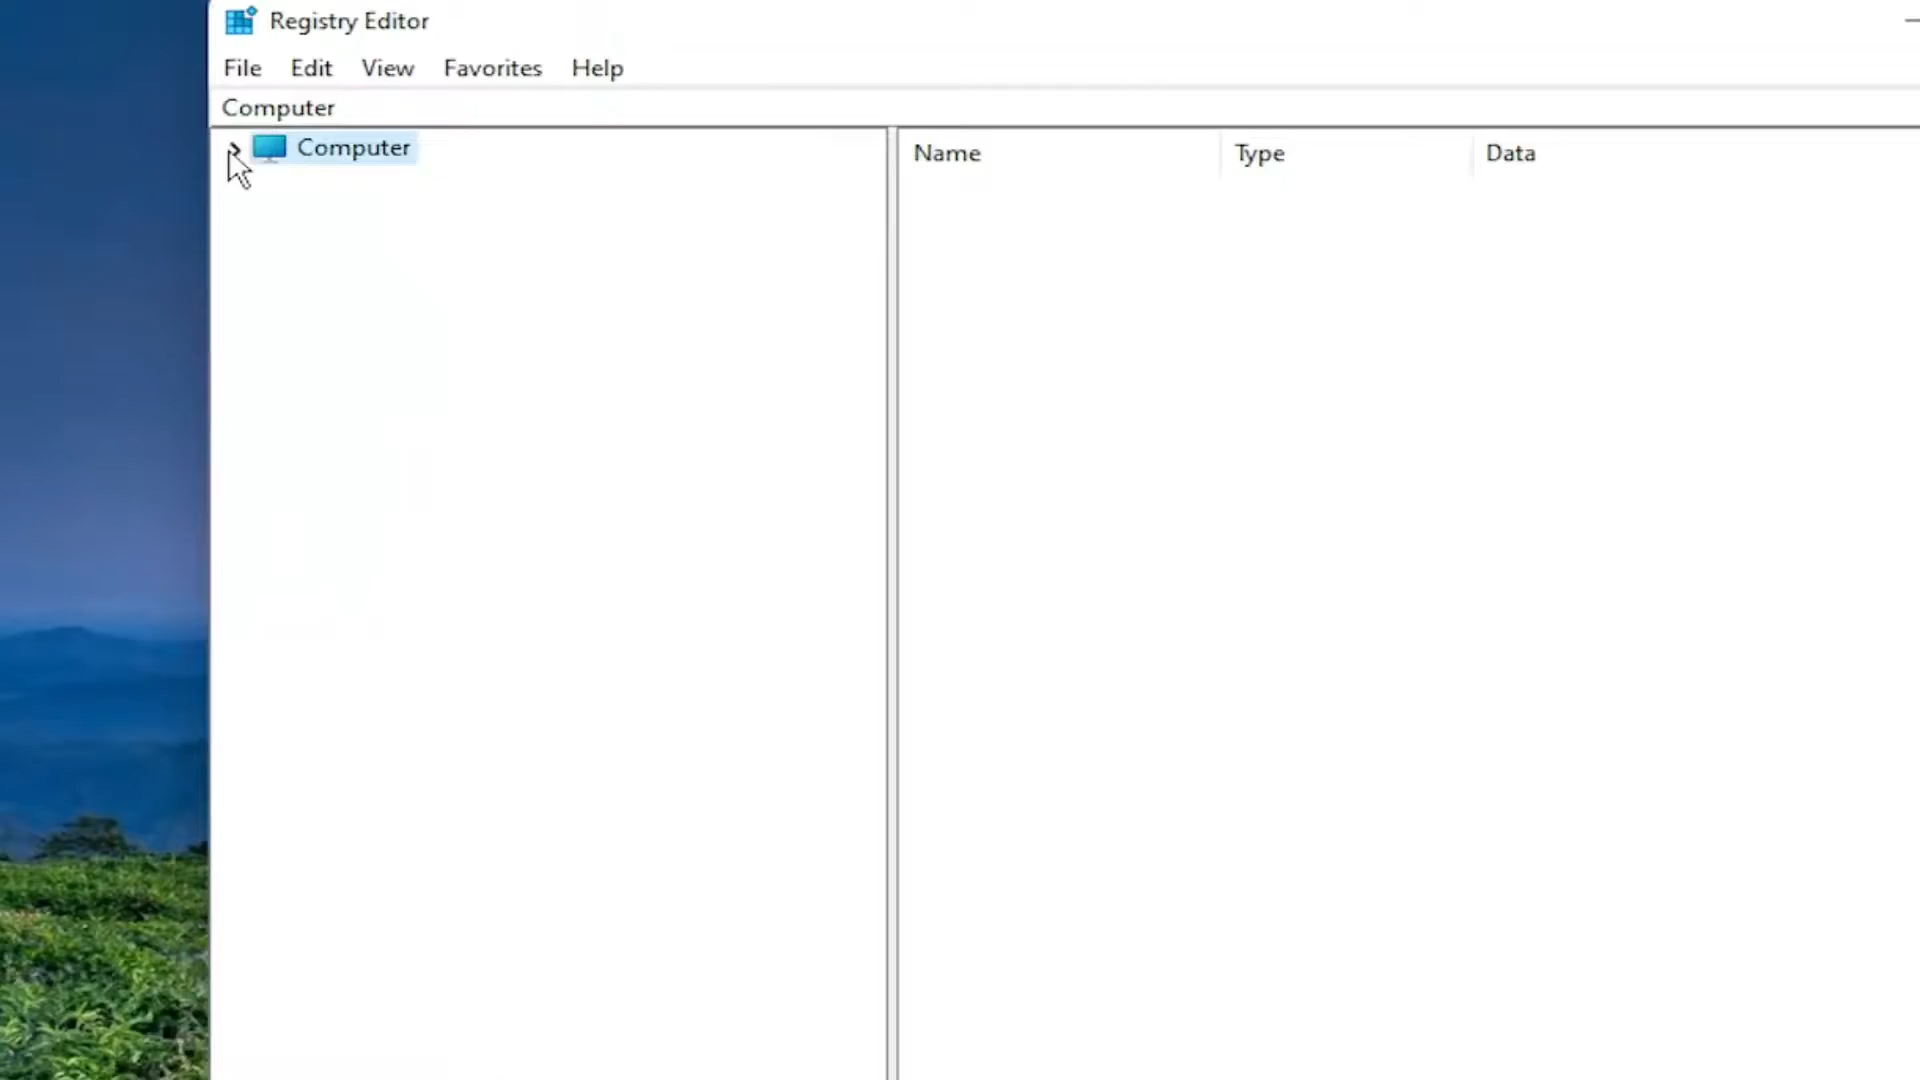 Registry Editor
File Edit View Favorites Help
Computer
Computer
Name Type Data